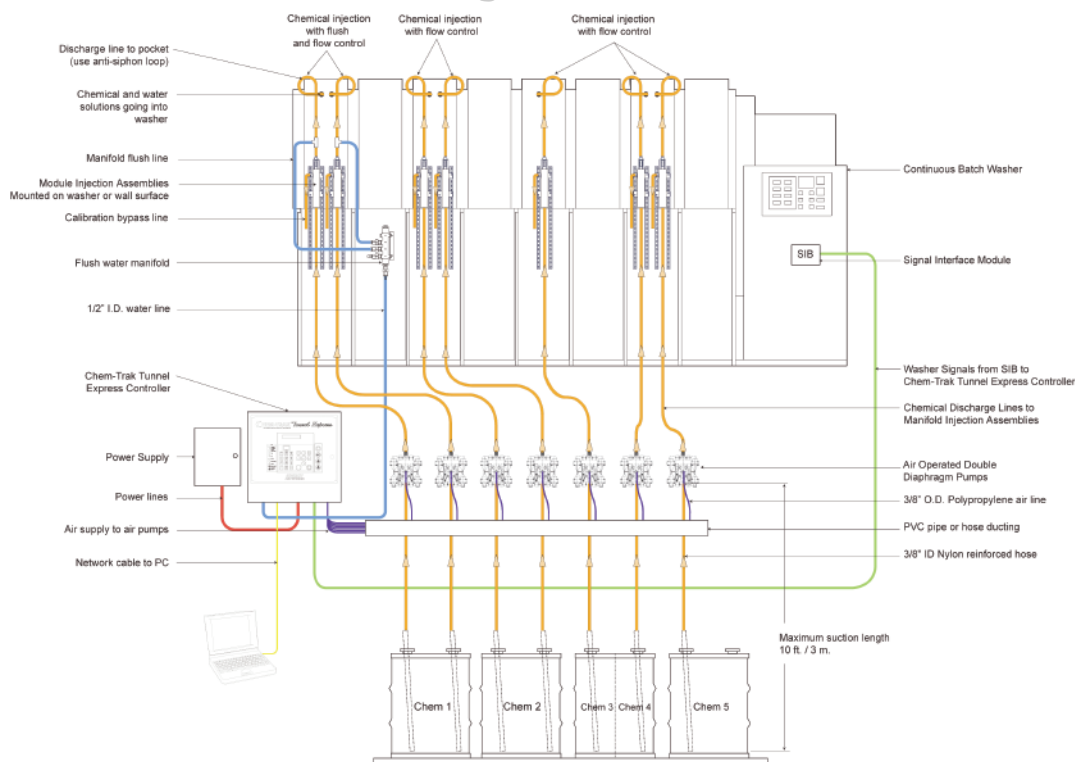 Chemical injection
with flush
and flow control
Chemical injection
with flow control
Chemical injection
with flow control
Discharge line to pocket
(use anti-siphon loop)
Chemical and water
solutions going into
washer
Manifold flush line
Module Injection Assemblies
Mounted on washer or wall surface
Calibration bypass line
Flush water manifold
1/2" I.D. water line
Chem-Trak Tunnel
Express Controller
Power Supply
Power lines
Air supply to air pumps
Network cable to PC
Continuous Batch Washer
SIB
Signal Interface Module
Washer Signals from SIB to
Chem-Trak Tunnel Express Controller
Chemical Discharge Lines to
Manifold Injection Assemblies
Air Operated Double
Diaphragm Pumps
3/8" O.D. Polypropylene air line
PVC pipe or hose ducting
3/8" ID Nylon reinforced hose
Maximum suction length
10 ft. / 3 m.
Tunnel Express
Chem 1
Chem 2
Chem 3
Chem 4
Chem 5